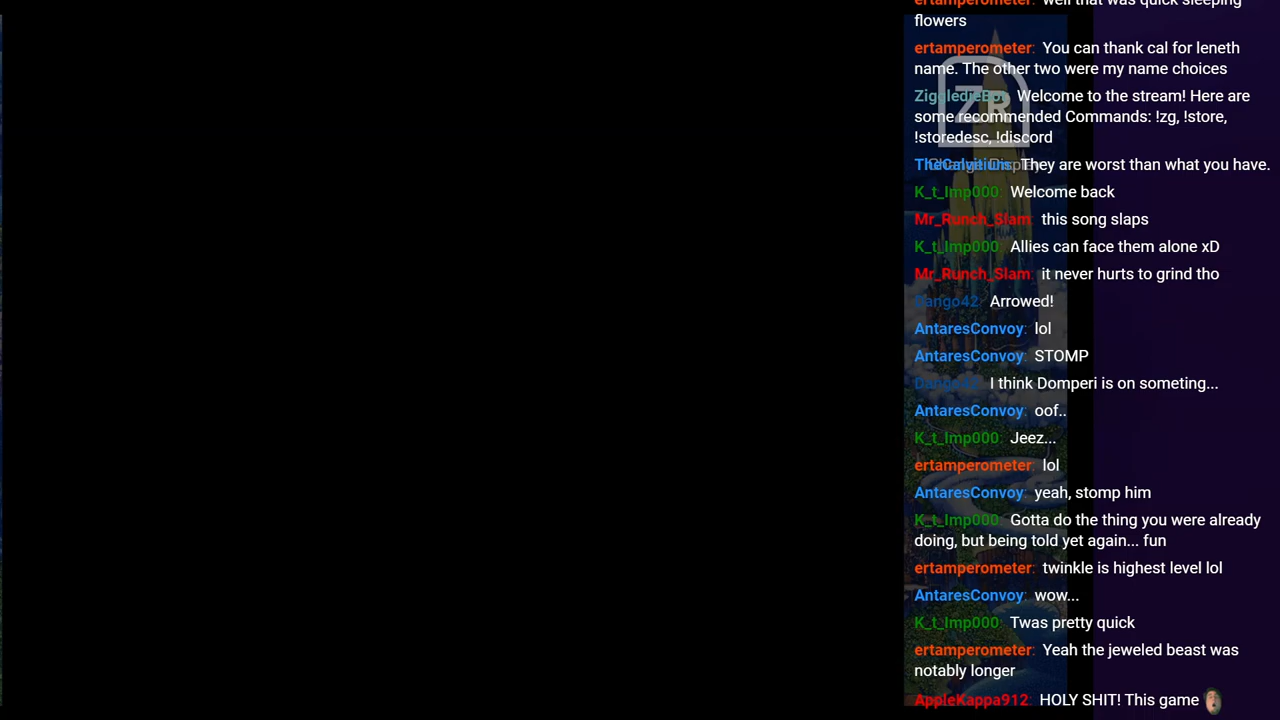 ertamperometer: well that was quick sleeping
flowers
ertamperometer: You can thank cal for leneth
name. The other two were my name choices
ZiggledieBot: Welcome to the stream! Here are
some recommended Commands: !zg, !store,
!storedesc, !discord
ZR
They are worst than what you have.
K_t_Imp000: Welcome back
Mr_Runch_Slam: this song slaps
K_t_Imp000: Allies can face them alone xD
Mr_Runch_Slam: it never hurts to grind tho
Dango42: Arrowed!
AntaresConvoy: lol
AntaresConvoy: STOMP
Dango42: I think Domperi is on someting...
AntaresConvoy: oof..
K_t_Imp000: Jeez...
ertamperometer: lol
AntaresConvoy: yeah, stomp him
K_t_Imp000: Gotta do the thing you were already
doing, but being told yet again... fun
ertamperometer: twinkle is highest level lol
AntaresConvoy: wow...
K_t_Imp000: Twas pretty quick
ertamperometer: Yeah the jeweled beast was
notably longer
AppleKappa912: HOLY SHIT! This game